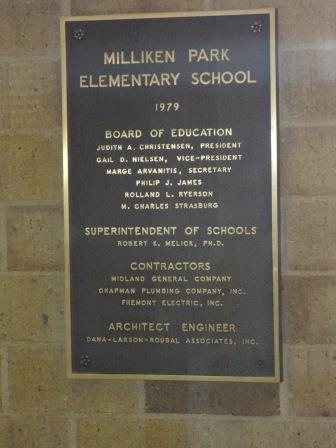 MILLIKEN PARK
ELEMENTARY SCHOOL
1979
BOARD OF EDUCATION
JUDITH A. CHRISTENSEN, PRESIDENT
GAIL D. NIELSEN, VICE-PRESIDENT
MARGE ARVANITIS, SECRETARY
PHILIP J. JAMES
ROLLAND L. RYERSON
M. CHARLES STRASBURG
SUPERINTENDENT OF SCHOOLS
ROBERT K. MELICK, PH.D.
CONTRACTORS
MIDLAND GENERAL COMPANY
CHAPMAN PLUMBING COMPANY, INC.
FREMONT ELECTRIC, INC.
ARCHITECT ENGINEER
DANA-LARSON-ROUBAL ASSOCIATES, INC.